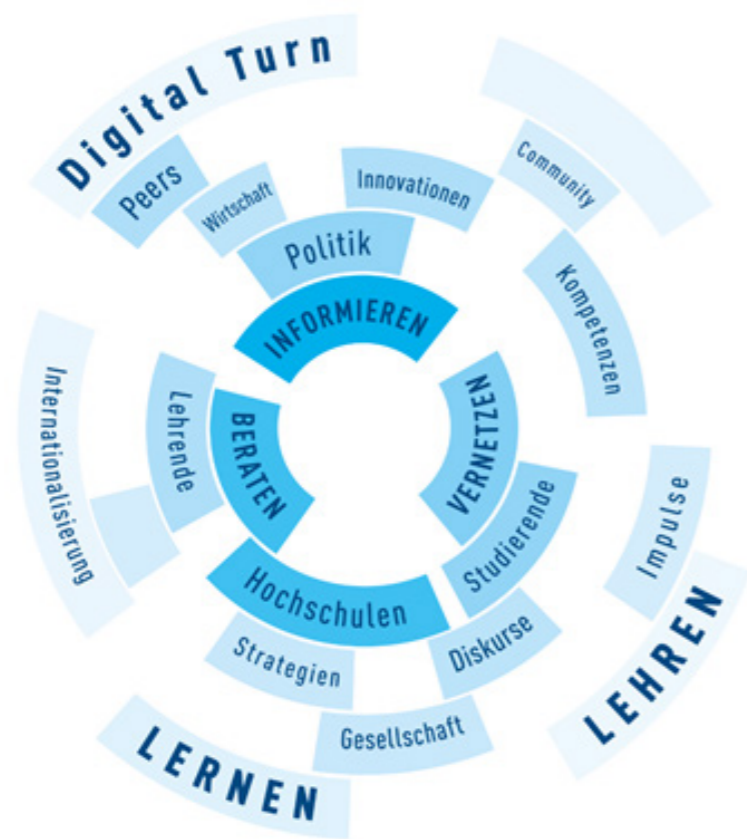 Digital Turn
Peers
Wirtschaft
Innovationen
Community
Politik
INFORMIEREN
Kompetenzen
Internationalisierung
Lehrende
BERATEN
VERNETZEN
Studierende
Impulse
Hochschulen
LEHREN
Strategien
Diskurse
Gesellschaft
LERNEN